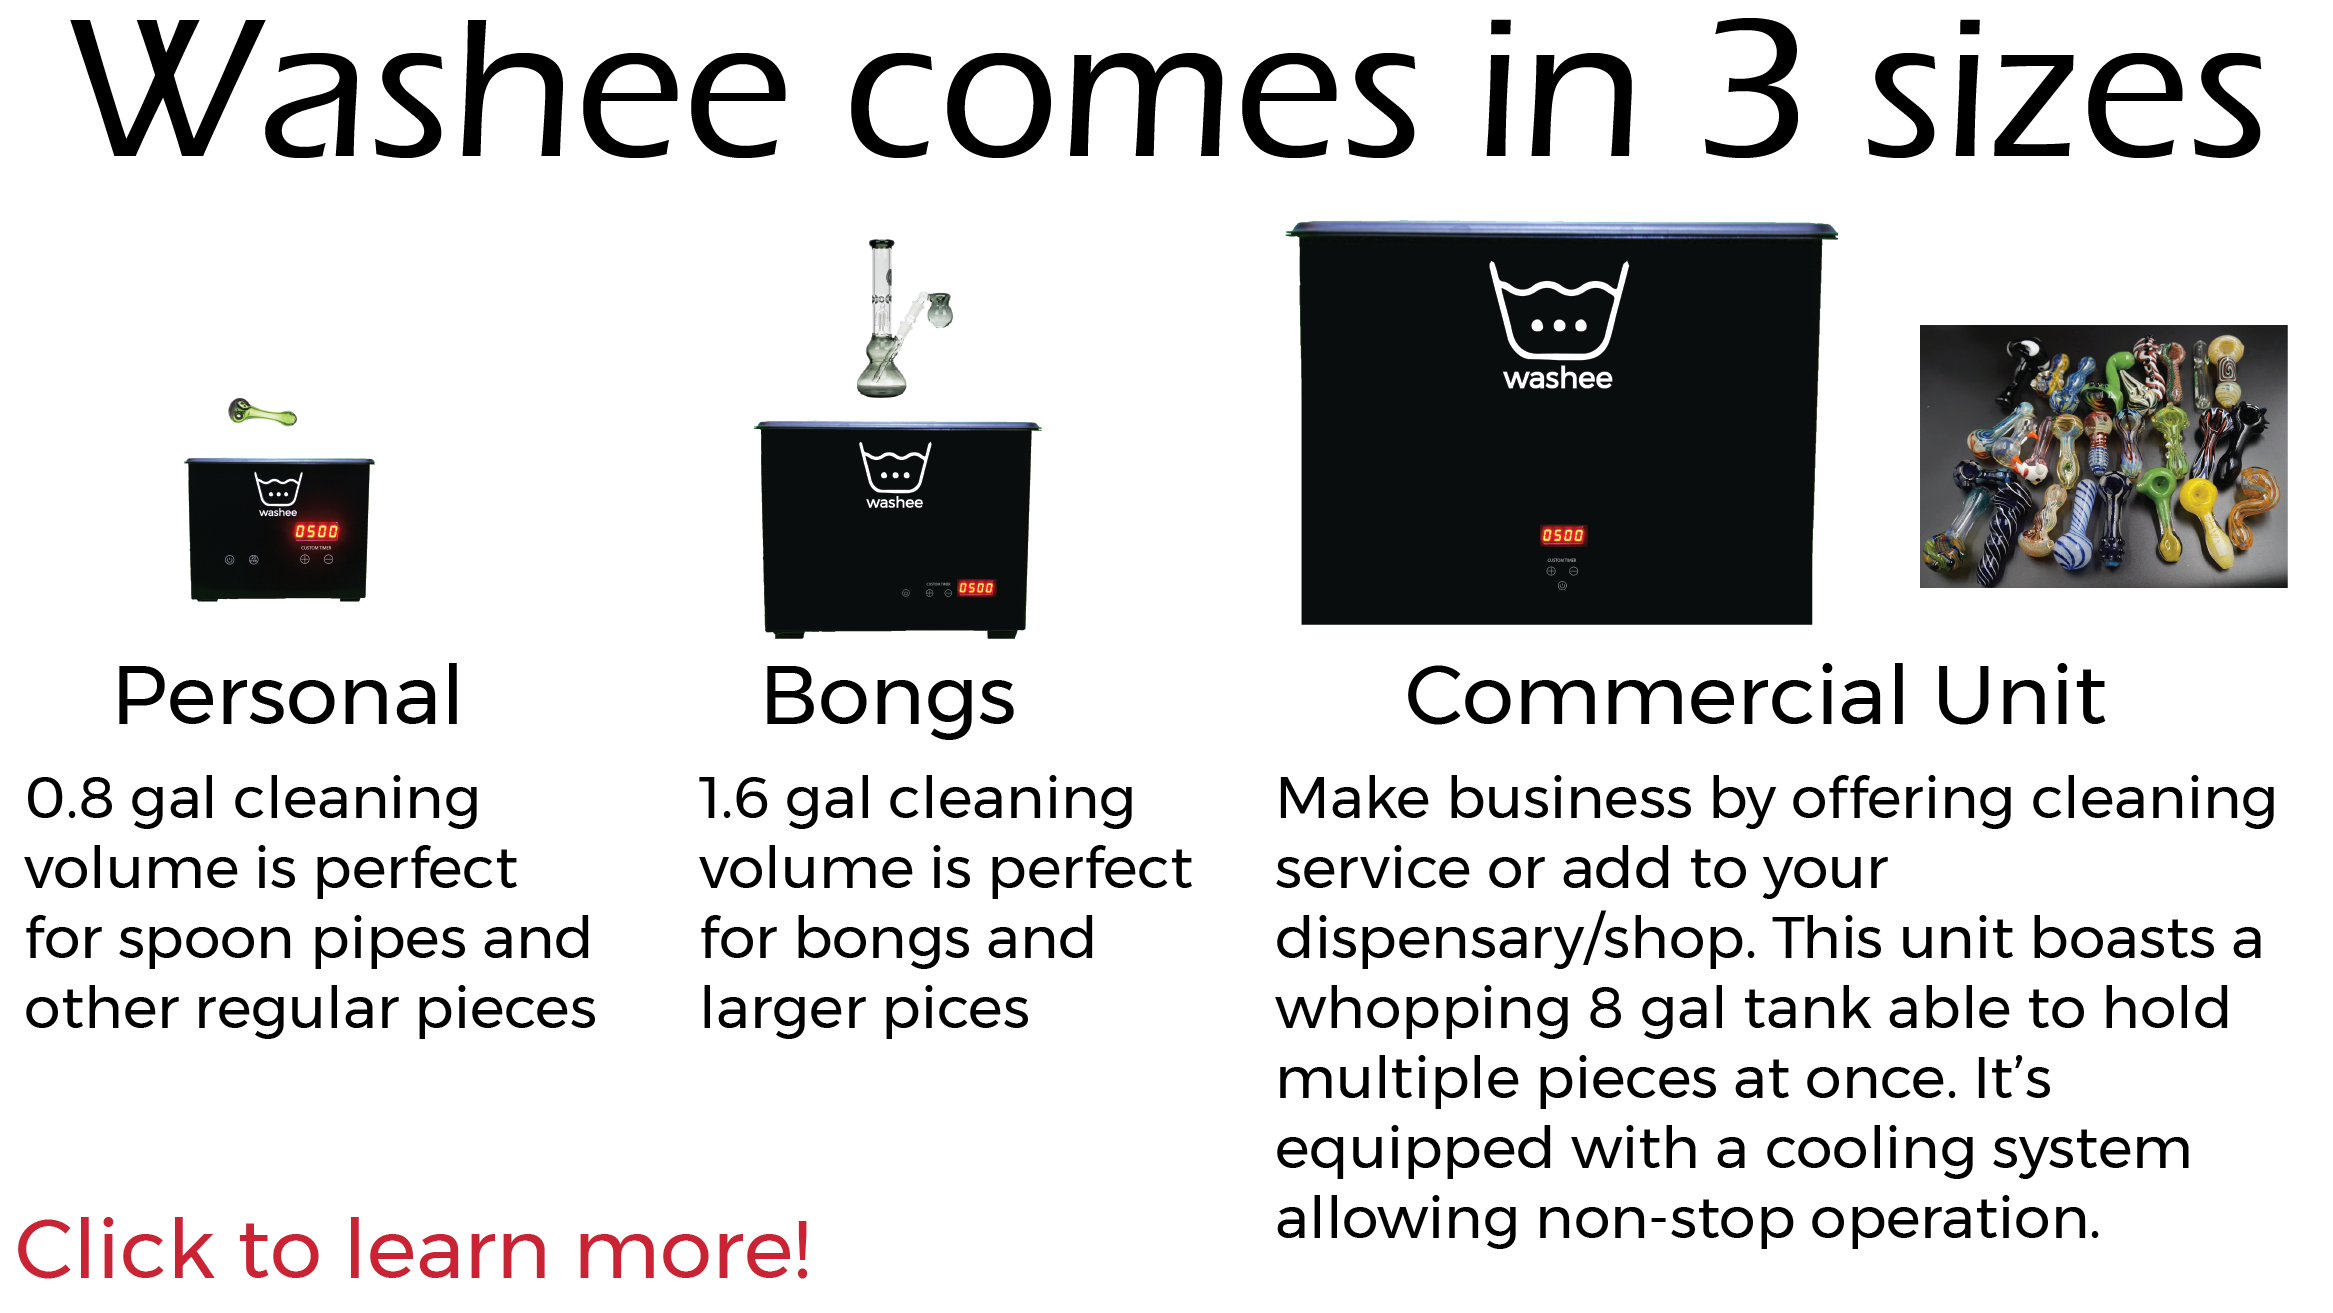 Washee comes in 3 sizes
washee
0500
CUSTOM TIMER
washee
CUSTOM TIMER
0500
washee
0500
CUSTOM TIMER
Personal
0.8 gal cleaning
volume is perfect
for spoon pipes and
other regular pieces
Bongs
1.6 gal cleaning
volume is perfect
for bongs and
larger pices
Commercial Unit
Make business by offering cleaning
service or add to your
dispensary/shop. This unit boasts a
whopping 8 gal tank able to hold
multiple pieces at once. It’s
equipped with a cooling system
allowing non-stop operation.
Click to learn more!